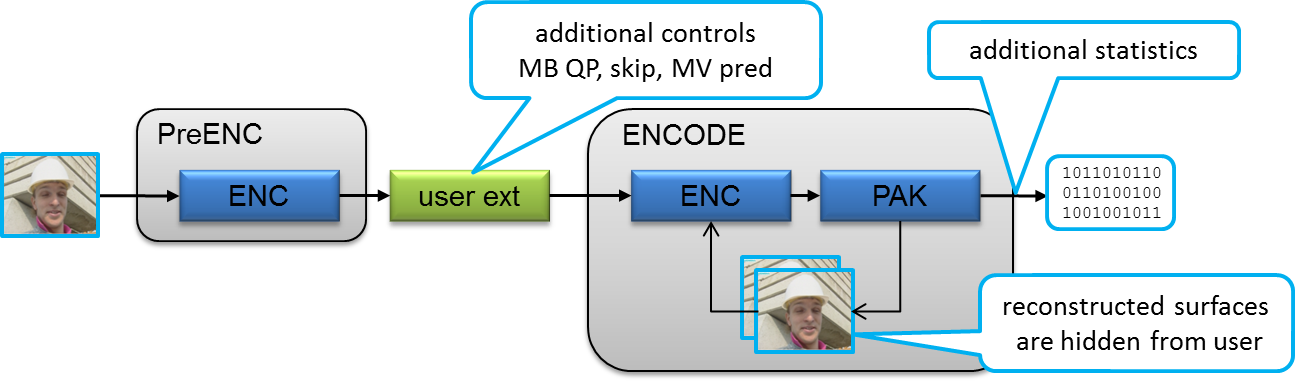 additional controls
MB QP, skip, MV pred
additional statistics
PreENC
ENC
user ext
ENCODE
ENC
PAK
1011010110
0110100100
1001001011
reconstructed surfaces
are hidden from user